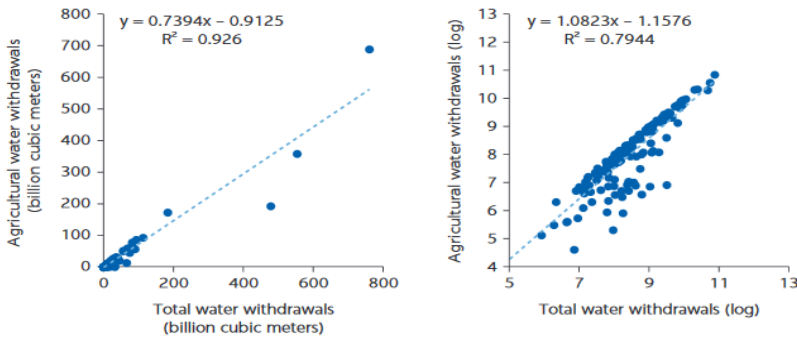 y = 0.7394x – 0.9125
R² = 0.926
Agricultural water withdrawals
(billion cubic meters)
800
700
600
500
400
300
200
100
0
0
200
400
600
800
Total water withdrawals
(billion cubic meters)
y = 1.0823x – 1.1576
R² = 0.7944
Agricultural water withdrawals (log)
13
12
11
10
9
8
7
6
5
4
5
7
9
11
13
Total water withdrawals (log)